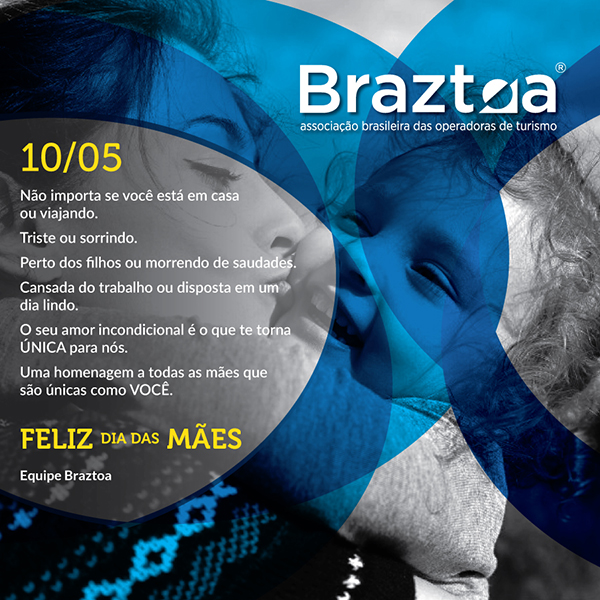 Braztoa®
associação brasileira das operadoras de turismo
10/05
Não importa se você está em casa
ou viajando.
Triste ou sorrindo.
Perto dos filhos ou morrendo de saudades.
Cansada do trabalho ou disposta em um
dia lindo.
O seu amor incondicional é o que te torna
ÚNICA para nós.
Uma homenagem a todas as mães que
são únicas como VOCÊ.
FELIZ DIA DAS MÃES
Equipe Braztoa